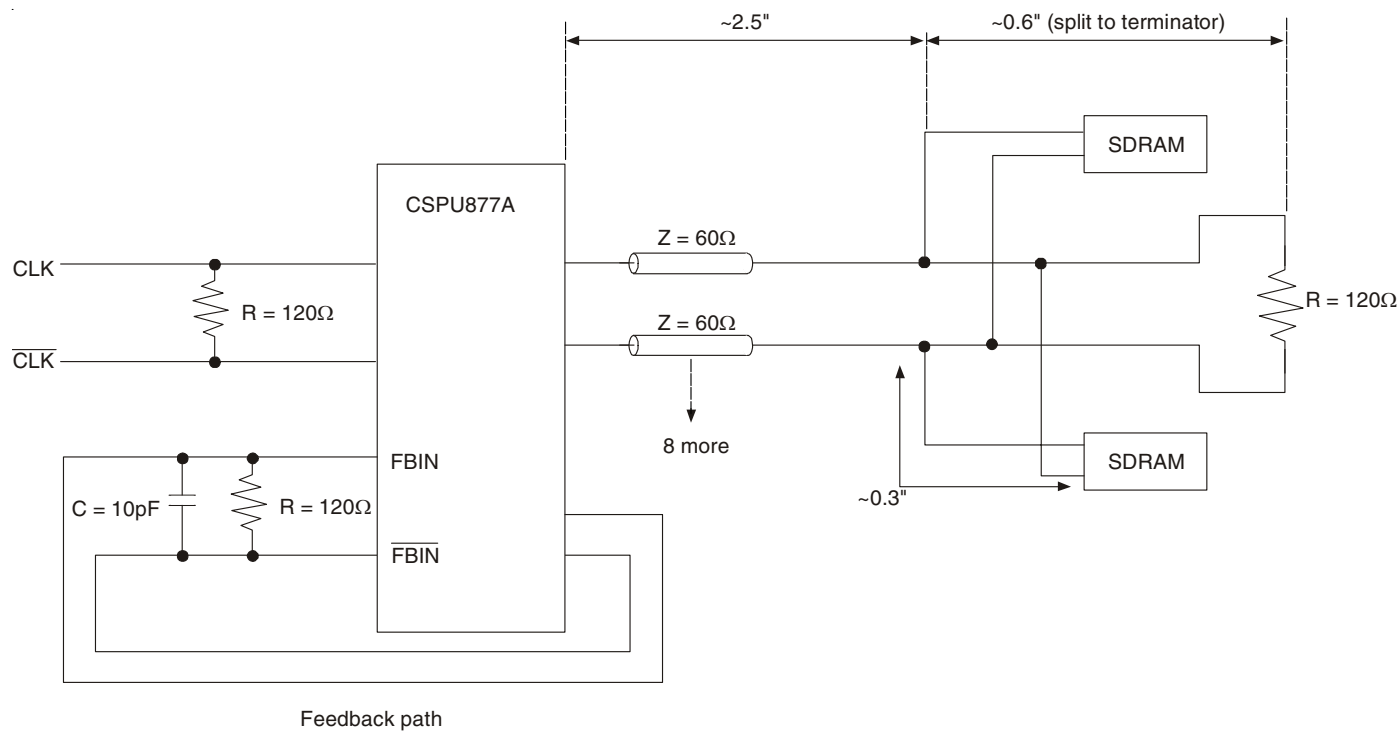 ~2.5"
~0.6" (split to terminator)
SDRAM
CSPU877A
Z = 60Ω
CLK
R = 120Ω
R = 120Ω
Z = 60Ω
CLK
8 more
FBIN
SDRAM
~0.3"
C = 10pF
R = 120Ω
FBIN
Feedback path